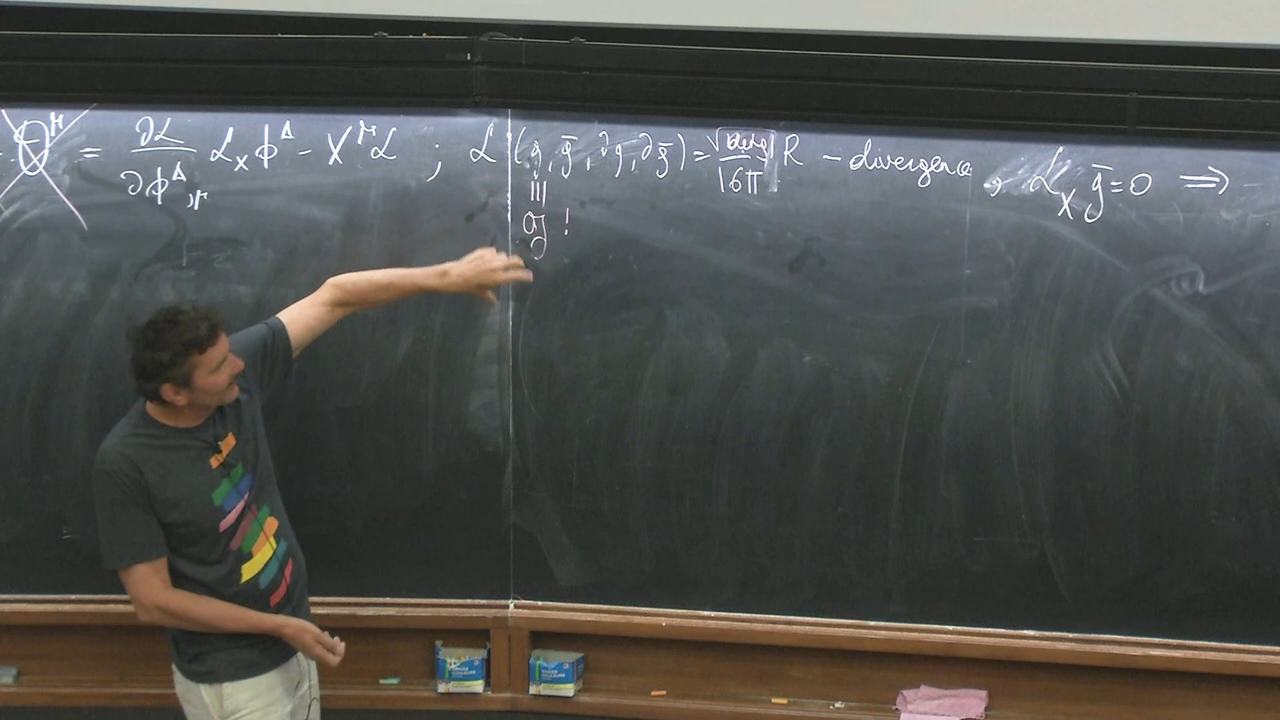 θ^μ = ∂ℒ/∂φ^A_{,μ} ℒ_X φ^A − X^μ ℒ ; ℒ(g, ḡ, ∂g, ∂ḡ) = √|det g|/16π R − divergence , ℒ_X ḡ = 0 ⇒
|||
g !